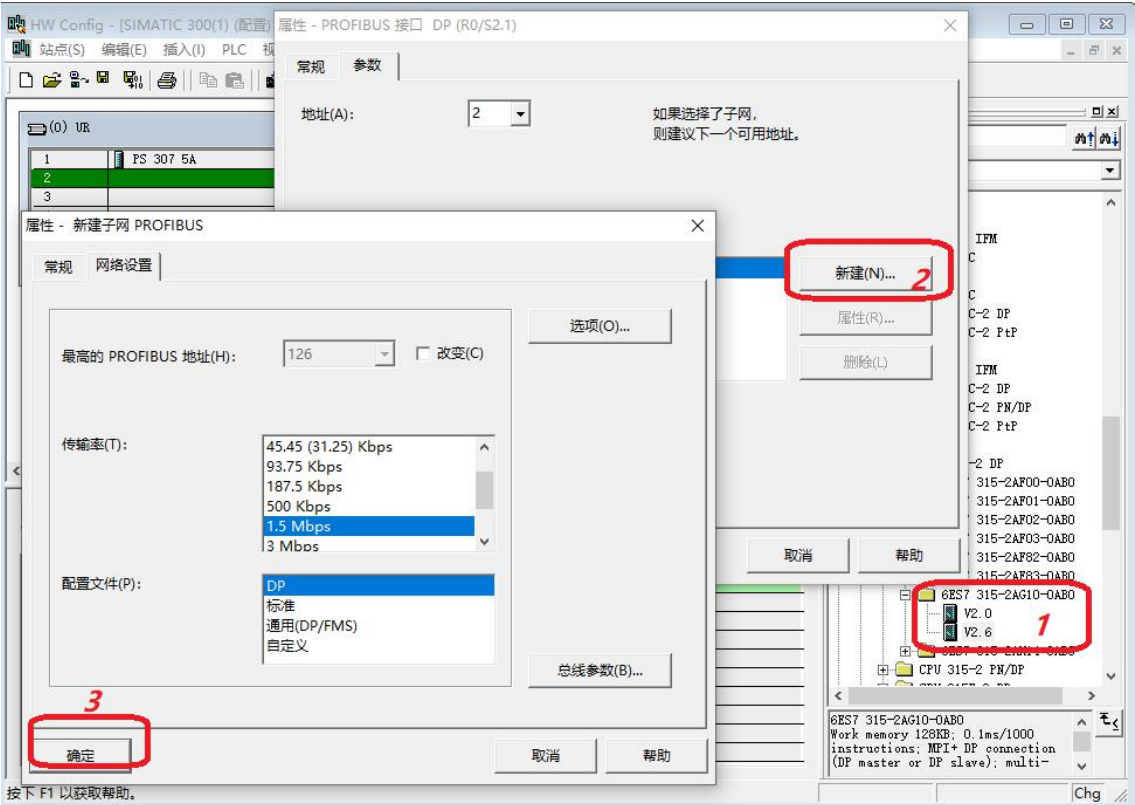 HW Config - [SIMATIC 300(1) (配置)
站点(S) 编辑(E) 插入(I) PLC 视
(0) UR
1 PS 307 5A
2
3
属性 - PROFIBUS 接口 DP (R0/S2.1)
常规 参数
地址(A): 2
如果选择了子网,
则建议下一个可用地址。
新建(N)... 2
属性(R)...
删除(L)
取消 帮助
属性 - 新建子网 PROFIBUS
常规 网络设置
选项(O)...
最高的 PROFIBUS 地址(H): 126 改变(C)
传输率(T):
45.45 (31.25) Kbps
93.75 Kbps
187.5 Kbps
500 Kbps
1.5 Mbps
3 Mbps
配置文件(P):
DP
标准
通用(DP/FMS)
自定义
总线参数(B)...
3
确定 取消 帮助
IFM
C
C
C-2 DP
C-2 PtP
IFM
C-2 DP
C-2 PN/DP
C-2 PtP
-2 DP
315-2AF00-0AB0
315-2AF01-0AB0
315-2AF02-0AB0
315-2AF03-0AB0
315-2AF82-0AB0
315-2AF83-0AB0
6ES7 315-2AG10-0AB0
V2.0
V2.6 1
CPU 315-2 PN/DP
6ES7 315-2AG10-0AB0
Work memory 128KB; 0.1ms/1000
instructions; MPI+ DP connection
(DP master or DP slave); multi-
按下 F1 以获取帮助。 Chg